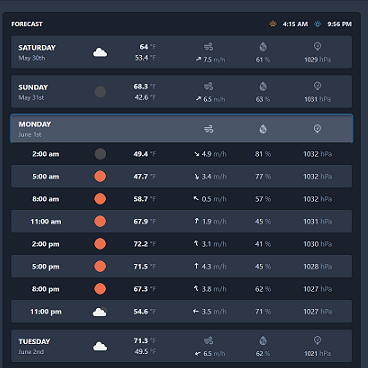 FORECAST 4:15 AM 9:56 PM
SATURDAY 64 °F
May 30th 53.4 °F 7.5 m/h 61 % 1029 hPa
SUNDAY 68.3 °F
May 31st 42.6 °F 6.5 m/h 63 % 1031 hPa
MONDAY
June 1st
2:00 am 49.4 °F 4.9 m/h 81 % 1032 hPa
5:00 am 47.7 °F 3.4 m/h 77 % 1032 hPa
8:00 am 58.7 °F 0.5 m/h 57 % 1032 hPa
11:00 am 67.9 °F 1.9 m/h 45 % 1031 hPa
2:00 pm 72.2 °F 3.1 m/h 41 % 1030 hPa
5:00 pm 71.5 °F 4.3 m/h 45 % 1028 hPa
8:00 pm 67.3 °F 3.8 m/h 62 % 1027 hPa
11:00 pm 54.6 °F 3.5 m/h 71 % 1027 hPa
TUESDAY 71.3 °F
June 2nd 49.5 °F 6.5 m/h 62 % 1021 hPa